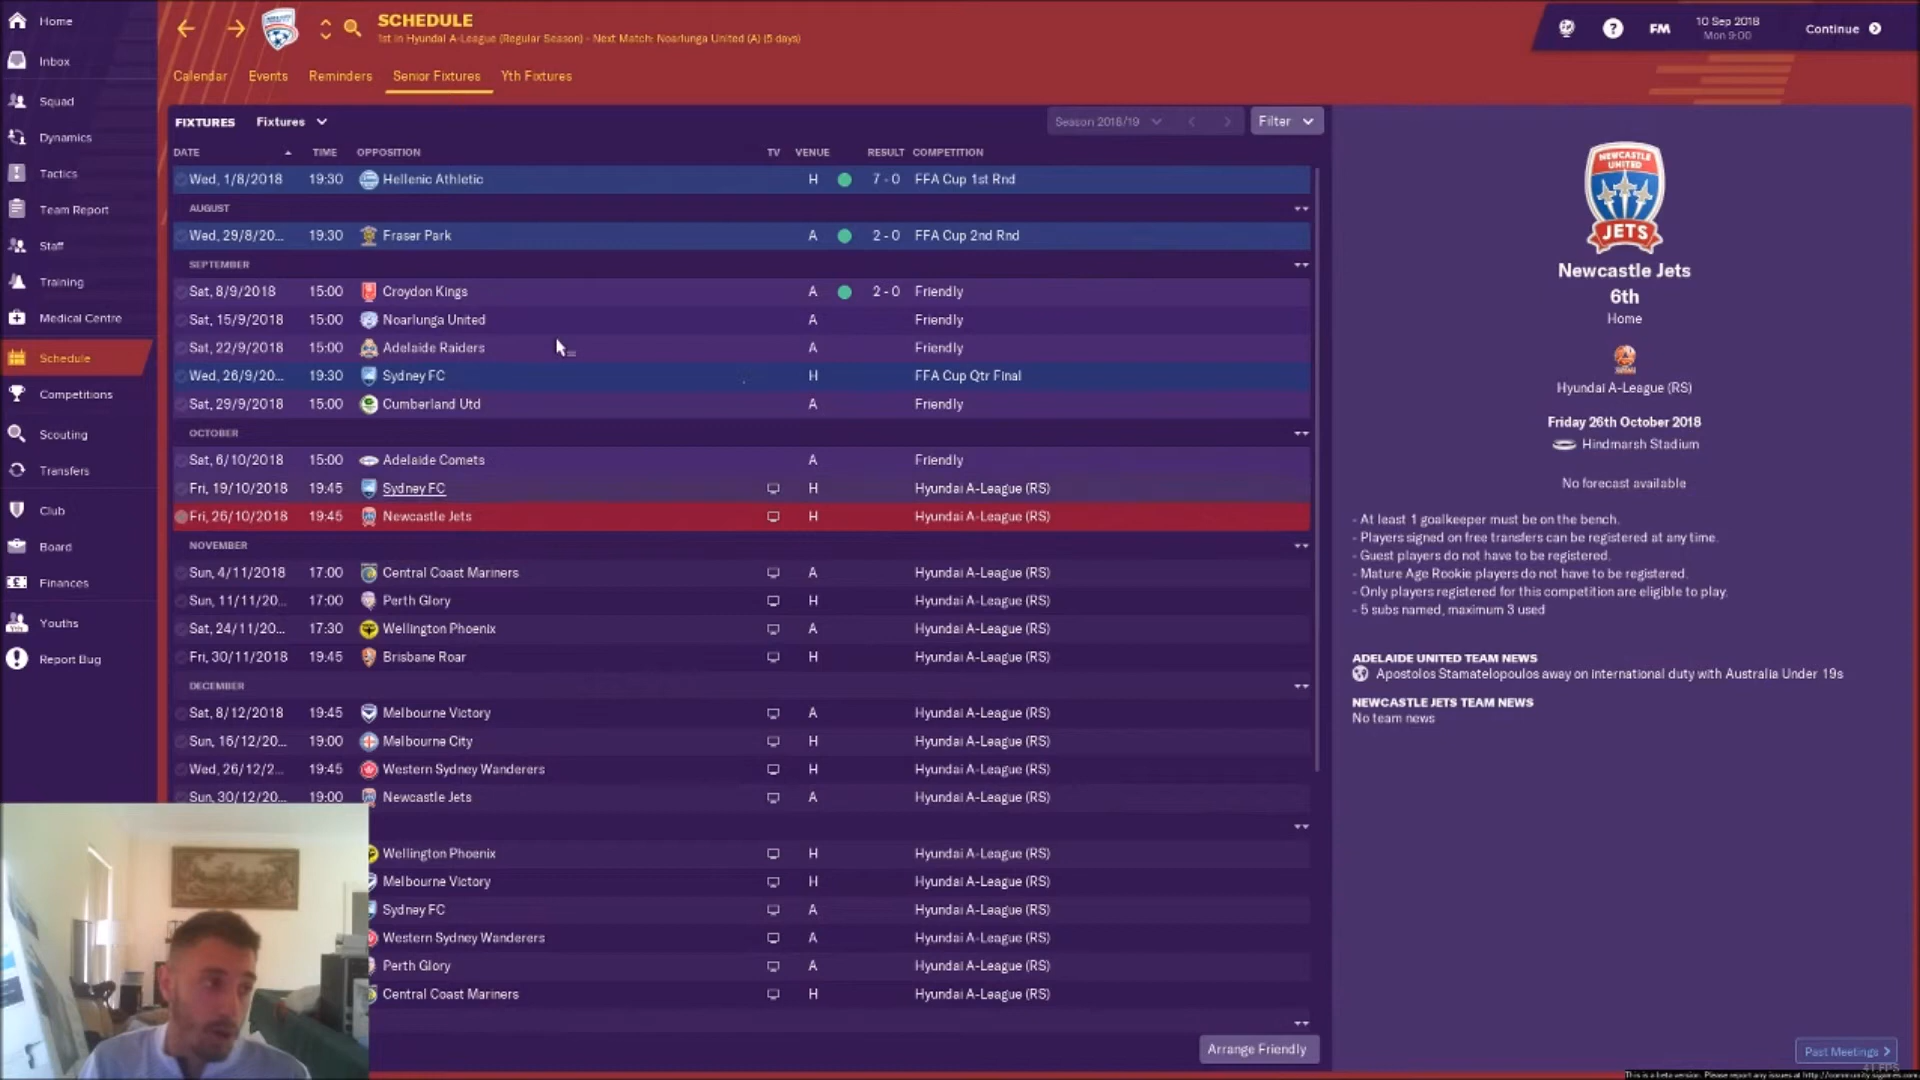 Home
Inbox
Squad
Dynamics
Tactics
Team Report
Staff
Training
Medical Centre
Schedule
Competitions
Scouting
Transfers
Club
Board
Finances
Youths
Report Bug
SCHEDULE
1st in Hyundai A-League (Regular Season) - Next Match: Noarlunga United (A) (5 days)
FM
10 Sep 2018
Mon 9:00
Continue
Calendar Events Reminders Senior Fixtures Yth Fixtures
FIXTURES Fixtures Season 2018/19 Filter
DATE TIME OPPOSITION TV VENUE RESULT COMPETITION
Wed, 1/8/2018 19:30 Hellenic Athletic H 7 - 0 FFA Cup 1st Rnd
AUGUST
Wed, 29/8/20... 19:30 Fraser Park A 2 - 0 FFA Cup 2nd Rnd
SEPTEMBER
Sat, 8/9/2018 15:00 Croydon Kings A 2 - 0 Friendly
Sat, 15/9/2018 15:00 Noarlunga United A Friendly
Sat, 22/9/2018 15:00 Adelaide Raiders A Friendly
Wed, 26/9/20... 19:30 Sydney FC H FFA Cup Qtr Final
Sat, 29/9/2018 15:00 Cumberland Utd A Friendly
OCTOBER
Sat, 6/10/2018 15:00 Adelaide Comets A Friendly
Fri, 19/10/2018 19:45 Sydney FC H Hyundai A-League (RS)
Fri, 26/10/2018 19:45 Newcastle Jets H Hyundai A-League (RS)
NOVEMBER
Sun, 4/11/2018 17:00 Central Coast Mariners A Hyundai A-League (RS)
Sun, 11/11/20... 17:00 Perth Glory H Hyundai A-League (RS)
Sat, 24/11/20... 17:30 Wellington Phoenix A Hyundai A-League (RS)
Fri, 30/11/2018 19:45 Brisbane Roar H Hyundai A-League (RS)
DECEMBER
Sat, 8/12/2018 19:45 Melbourne Victory A Hyundai A-League (RS)
Sun, 16/12/20... 19:00 Melbourne City H Hyundai A-League (RS)
Wed, 26/12/2... 19:45 Western Sydney Wanderers H Hyundai A-League (RS)
Sun, 30/12/20... 19:00 Newcastle Jets A Hyundai A-League (RS)
Wellington Phoenix H Hyundai A-League (RS)
Melbourne Victory H Hyundai A-League (RS)
Sydney FC A Hyundai A-League (RS)
Western Sydney Wanderers A Hyundai A-League (RS)
Perth Glory A Hyundai A-League (RS)
Central Coast Mariners H Hyundai A-League (RS)
Arrange Friendly
NEWCASTLE
UNITED
JETS
Newcastle Jets
6th
Home
Hyundai A-League (RS)
Friday 26th October 2018
Hindmarsh Stadium
No forecast available
- At least 1 goalkeeper must be on the bench.
- Players signed on free transfers can be registered at any time.
- Guest players do not have to be registered.
- Mature Age Rookie players do not have to be registered.
- Only players registered for this competition are eligible to play.
- 5 subs named, maximum 3 used
ADELAIDE UNITED TEAM NEWS
Apostolos Stamatelopoulos away on international duty with Australia Under 19s
NEWCASTLE JETS TEAM NEWS
No team news
Past Meetings
41 FPS
This is a beta version. Please report any issues at http://community.sigames.com